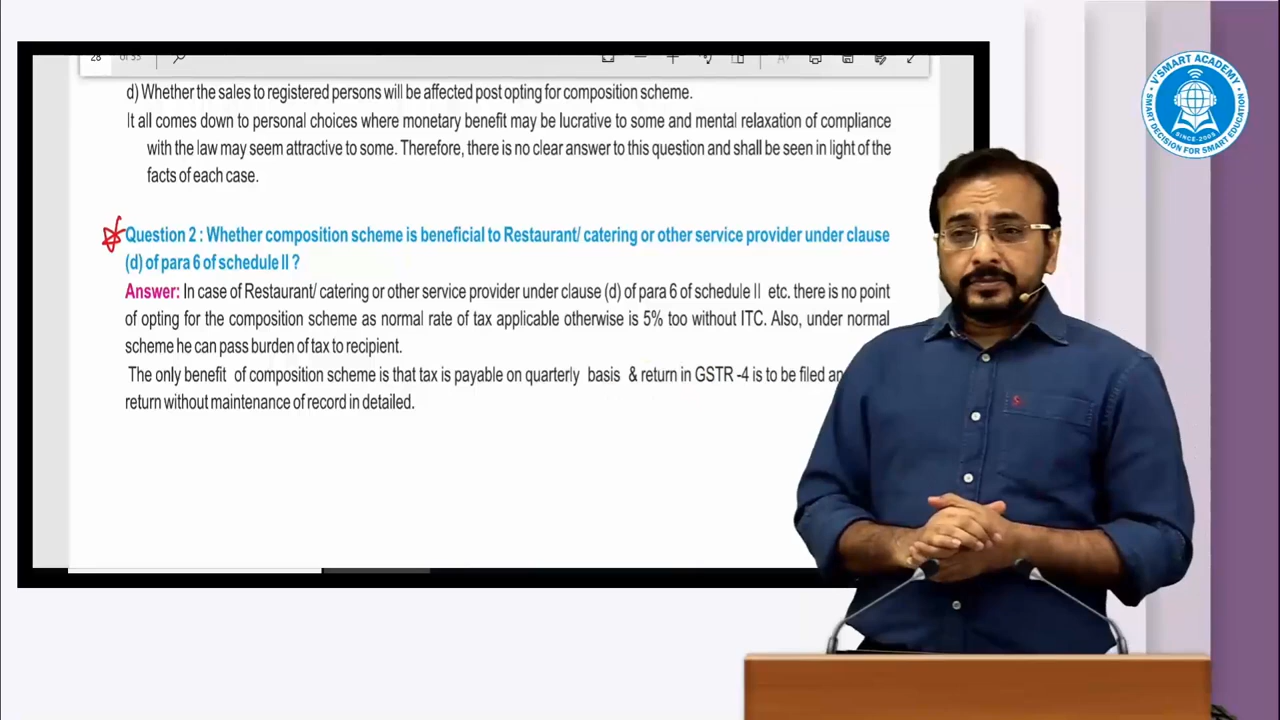 28 of 35
d) Whether the sales to registered persons will be affected post opting for composition scheme.
It all comes down to personal choices where monetary benefit may be lucrative to some and mental relaxation of compliance
with the law may seem attractive to some. Therefore, there is no clear answer to this question and shall be seen in light of the
facts of each case.
Question 2 : Whether composition scheme is beneficial to Restaurant/ catering or other service provider under clause
(d) of para 6 of schedule II ?
Answer: In case of Restaurant/ catering or other service provider under clause (d) of para 6 of schedule II etc. there is no point
of opting for the composition scheme as normal rate of tax applicable otherwise is 5% too without ITC. Also, under normal
scheme he can pass burden of tax to recipient.
The only benefit of composition scheme is that tax is payable on quarterly basis & return in GSTR -4 is to be filed
return without maintenance of record in detailed.
V'SMART ACADEMY
SINCE-2005
SMART DECISION FOR SMART EDUCATION